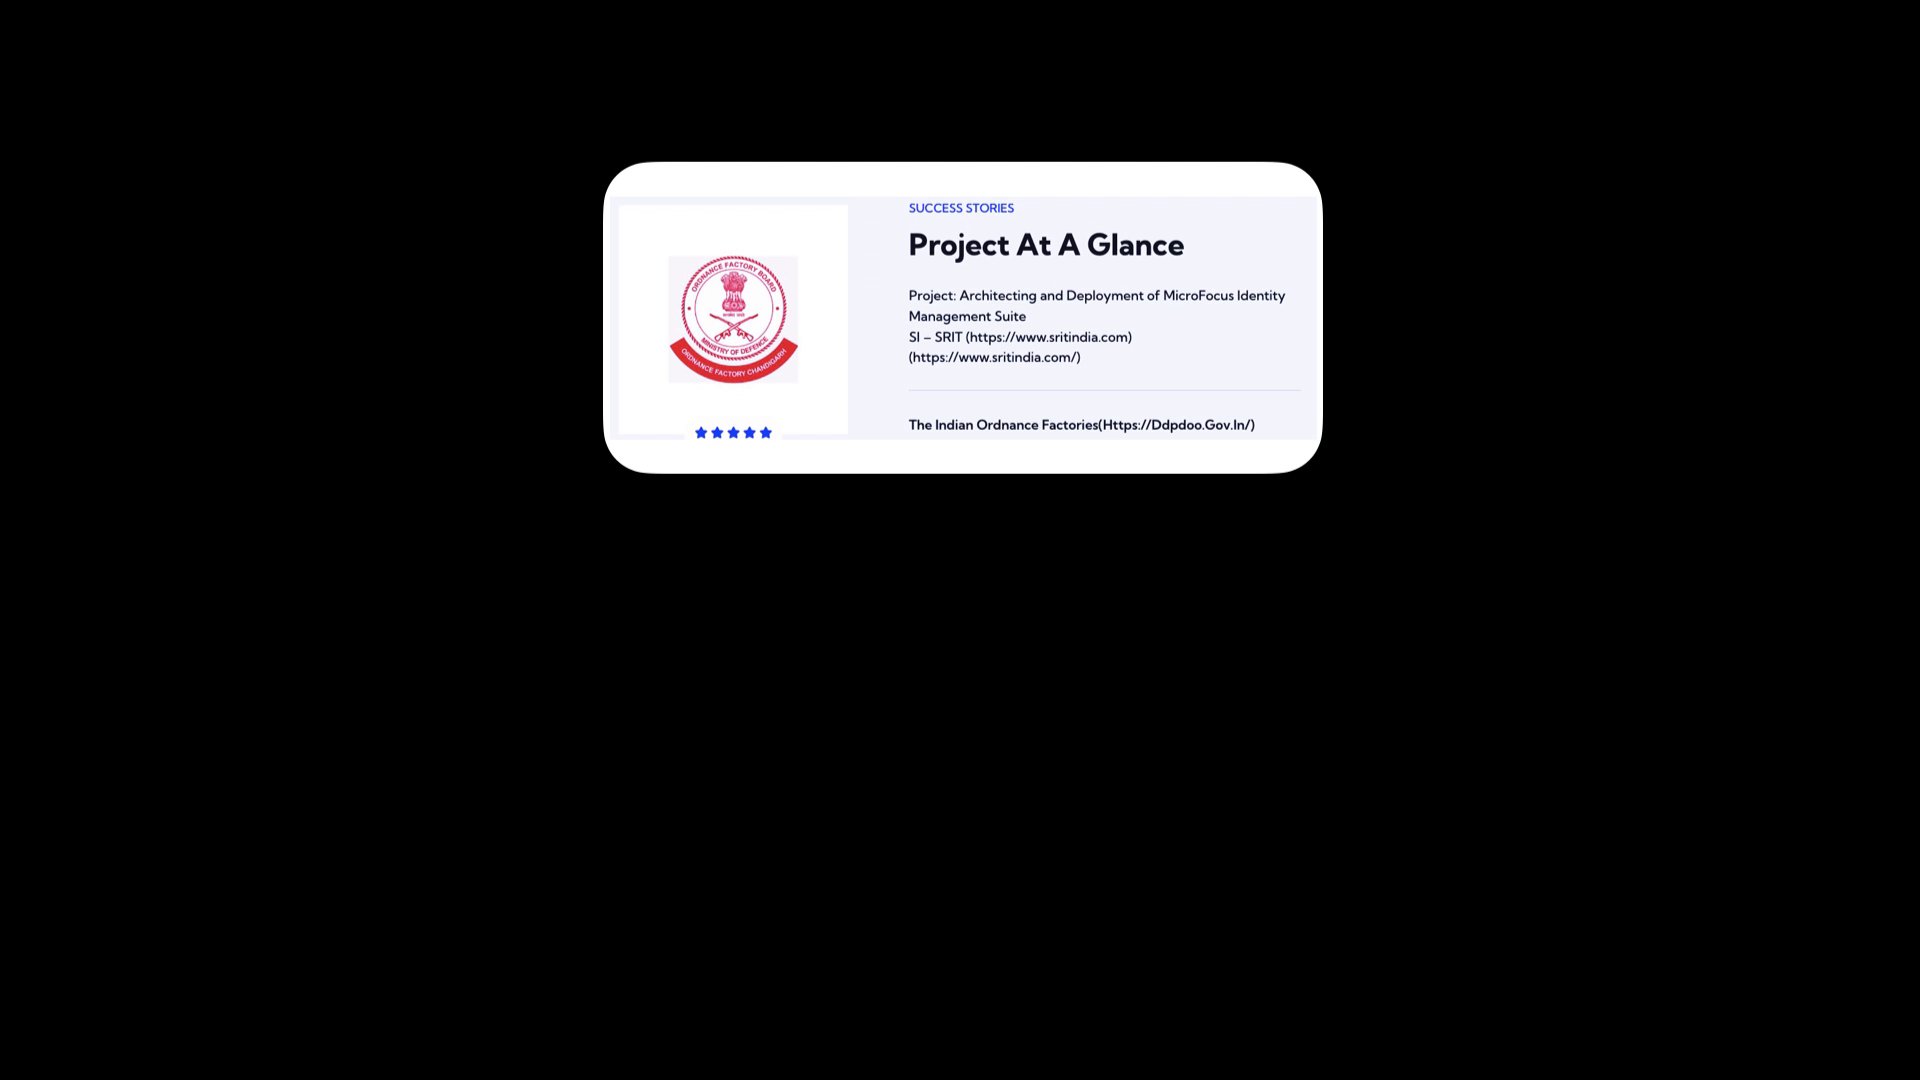 ORDNANCE FACTORY BOARD
MINISTRY OF DEFENCE
ORDNANCE FACTORY CHANDIGARH
SUCCESS STORIES
Project At A Glance
Project: Architecting and Deployment of MicroFocus Identity
Management Suite
SI – SRIT (https://www.sritindia.com)
(https://www.sritindia.com/)
The Indian Ordnance Factories(Https://Ddpdoo.Gov.In/)